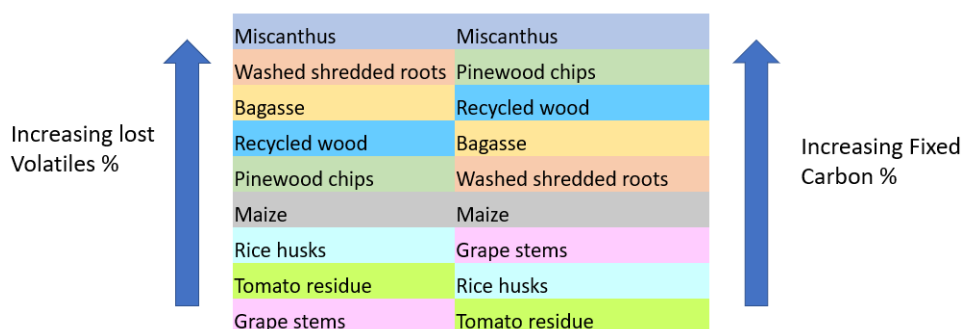 Increasing lost
Volatiles %
Miscanthus Miscanthus
Washed shredded roots Pinewood chips
Bagasse Recycled wood
Recycled wood Bagasse
Pinewood chips Washed shredded roots
Maize Maize
Rice husks Grape stems
Tomato residue Rice husks
Grape stems Tomato residue
Increasing Fixed
Carbon %